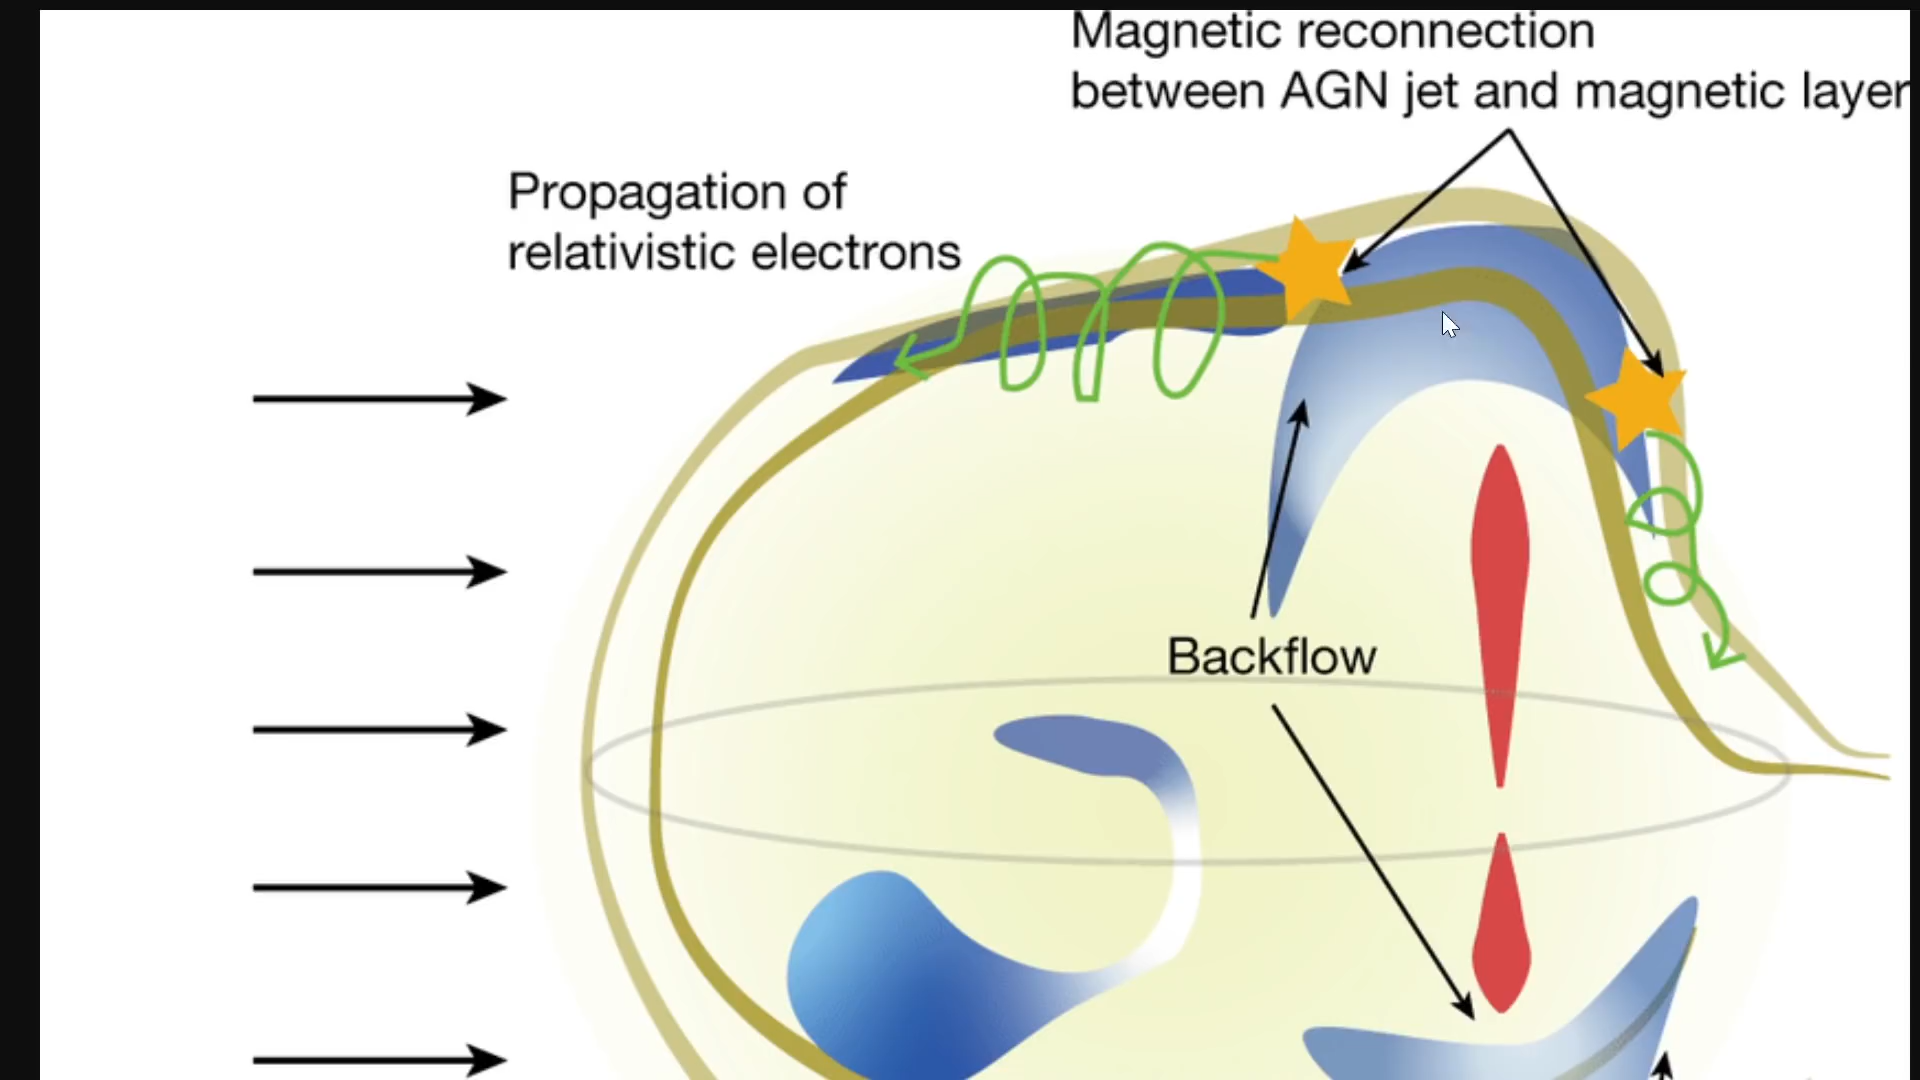 Magnetic reconnection
between AGN jet and magnetic layer
Propagation of
relativistic electrons
Backflow